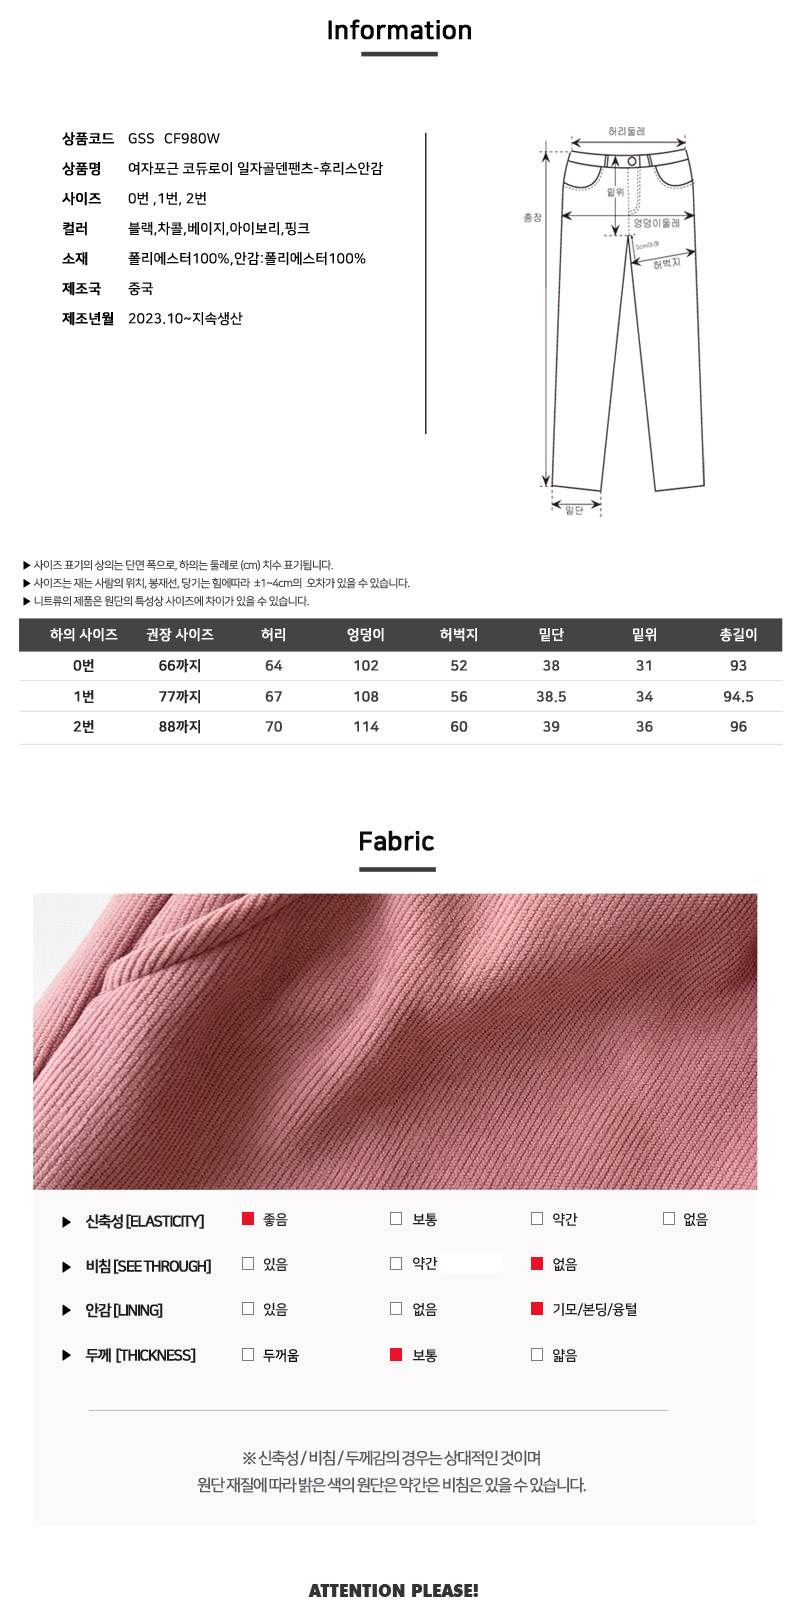 Information
상품코드 GSS CF980W
상품명 여자포근 코듀로이 일자골덴팬츠-후리스안감
사이즈 0번 ,1번, 2번
컬러 블랙,차콜,베이지,아이보리,핑크
소재 폴리에스터100%,안감:폴리에스터100%
제조국 중국
제조년월 2023.10~지속생산
허리둘레
밑위
총장
엉덩이둘레
5cm아래
허벅지
밑단
▶ 사이즈 표기의 상의는 단면 폭으로, 하의는 둘레로 (cm) 치수 표기됩니다.
▶ 사이즈는 재는 사람의 위치, 봉재선, 당기는 힘에따라 ±1~4cm의 오차가 있을 수 있습니다.
▶ 니트류의 제품은 원단의 특성상 사이즈에 차이가 있을 수 있습니다.
하의 사이즈 권장 사이즈 허리 엉덩이 허벅지 밑단 밑위 총길이
0번 66까지 64 102 52 38 31 93
1번 77까지 67 108 56 38.5 34 94.5
2번 88까지 70 114 60 39 36 96
Fabric
▶ 신축성 [ELASTICITY] 좋음 보통 약간 없음
▶ 비침 [SEE THROUGH] 있음 약간 없음
▶ 안감 [LINING] 있음 없음 기모/본딩/융털
▶ 두께 [THICKNESS] 두꺼움 보통 얇음
※ 신축성 / 비침 / 두께감의 경우는 상대적인 것이며
원단 재질에 따라 밝은 색의 원단은 약간은 비침은 있을 수 있습니다.
ATTENTION PLEASE!